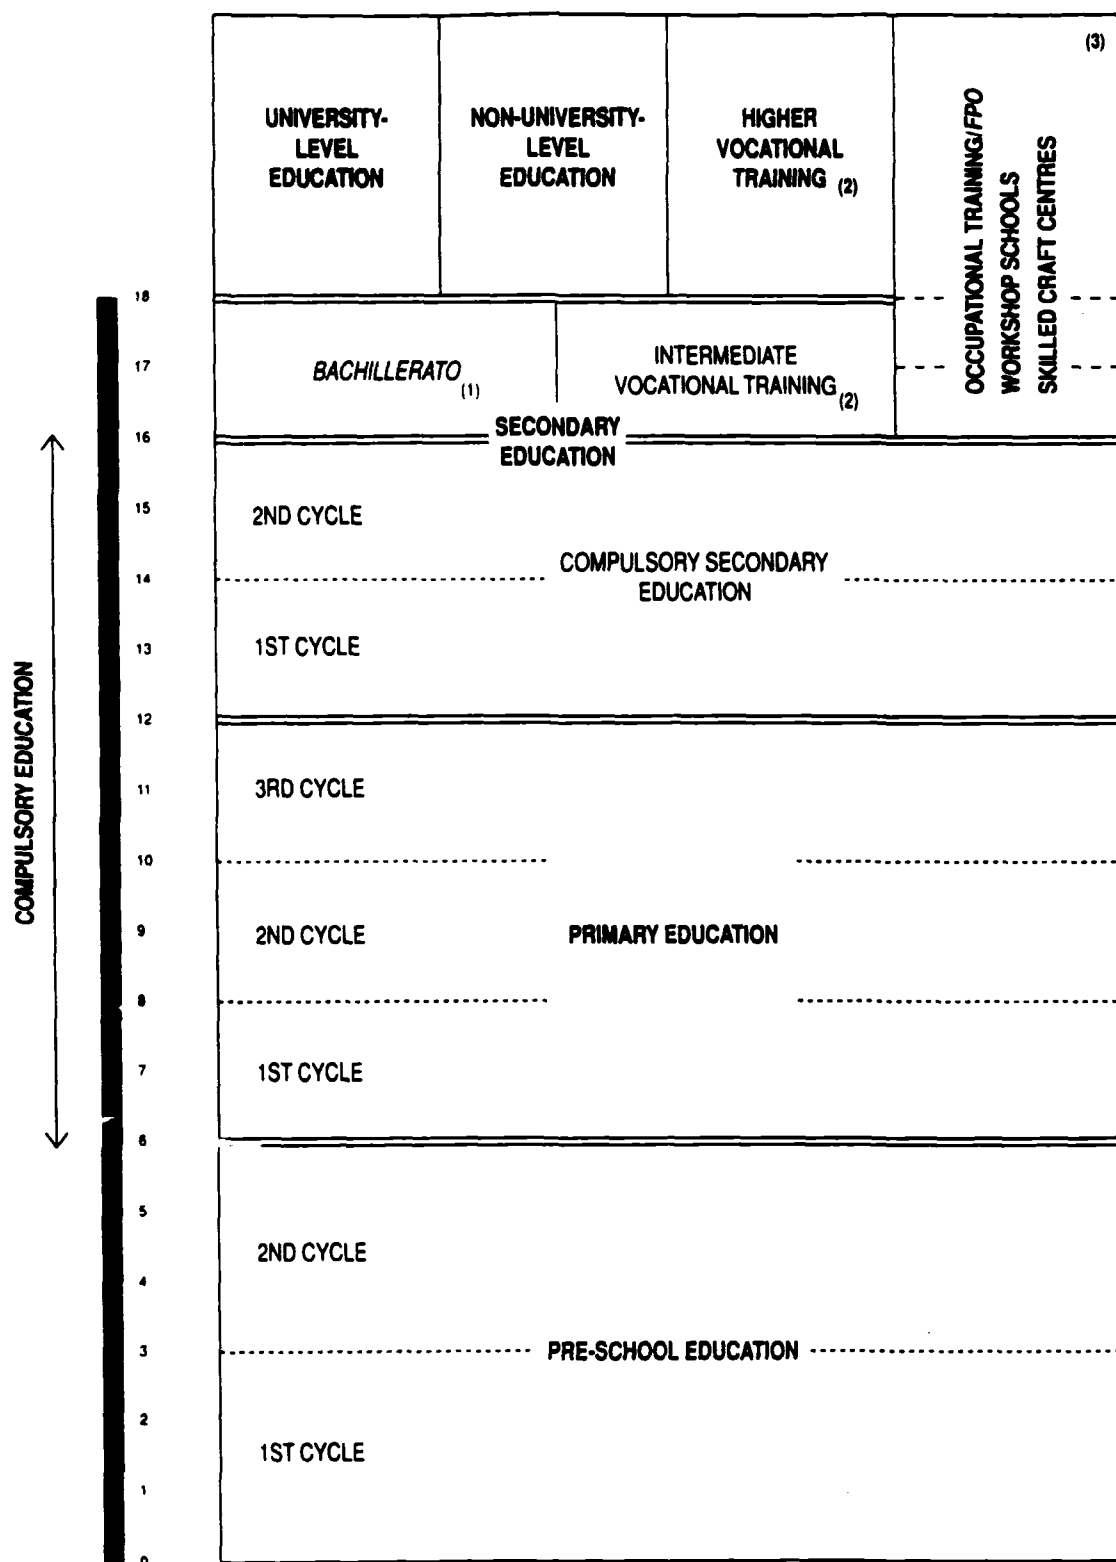 (3)
UNIVERSITY-
LEVEL
EDUCATION
NON-UNIVERSITY-
LEVEL
EDUCATION
HIGHER
VOCATIONAL
TRAINING (2)
OCCUPATIONAL TRAINING/FPO
WORKSHOP SCHOOLS
SKILLED CRAFT CENTRES
18
17
BACHILLERATO (1)
INTERMEDIATE
VOCATIONAL TRAINING (2)
16
SECONDARY
EDUCATION
15
2ND CYCLE
14
COMPULSORY SECONDARY
EDUCATION
13
1ST CYCLE
12
COMPULSORY EDUCATION
11
3RD CYCLE
10
9
2ND CYCLE
PRIMARY EDUCATION
8
7
1ST CYCLE
6
5
2ND CYCLE
4
3
PRE-SCHOOL EDUCATION
2
1ST CYCLE
1
0